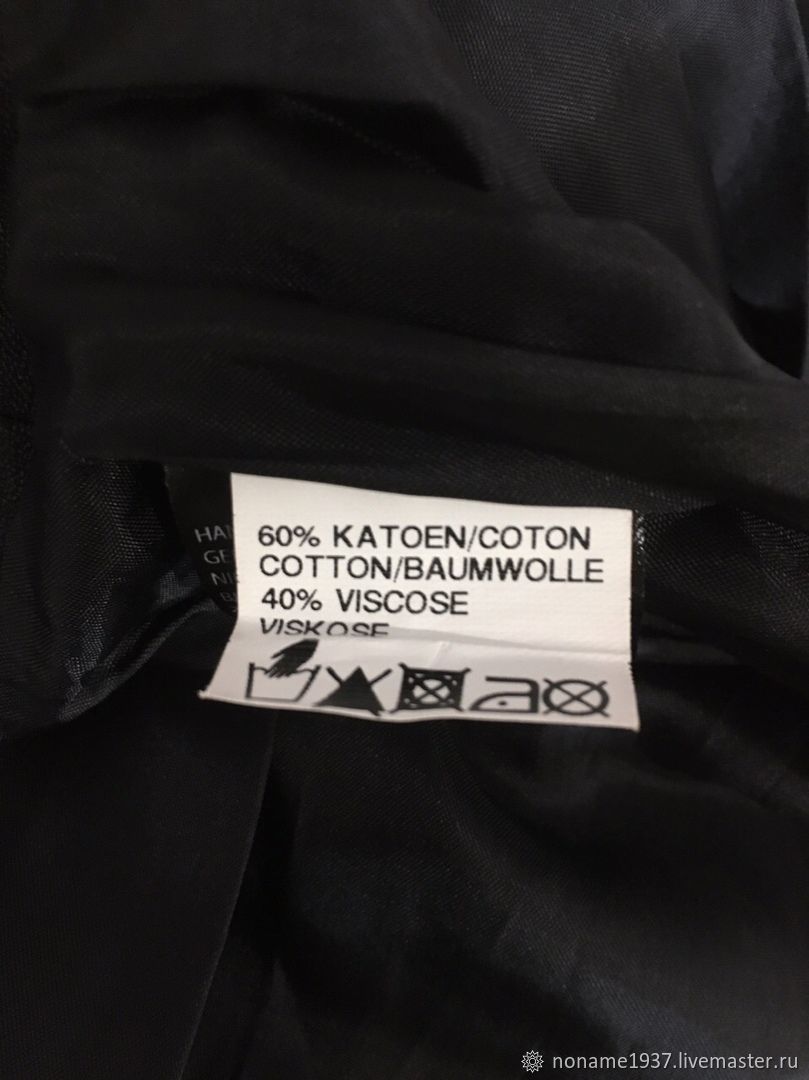 60% KATOEN/COTON
COTTON/BAUMWOLLE
40% VISCOSE
VISKOSE
noname1937.livemaster.ru